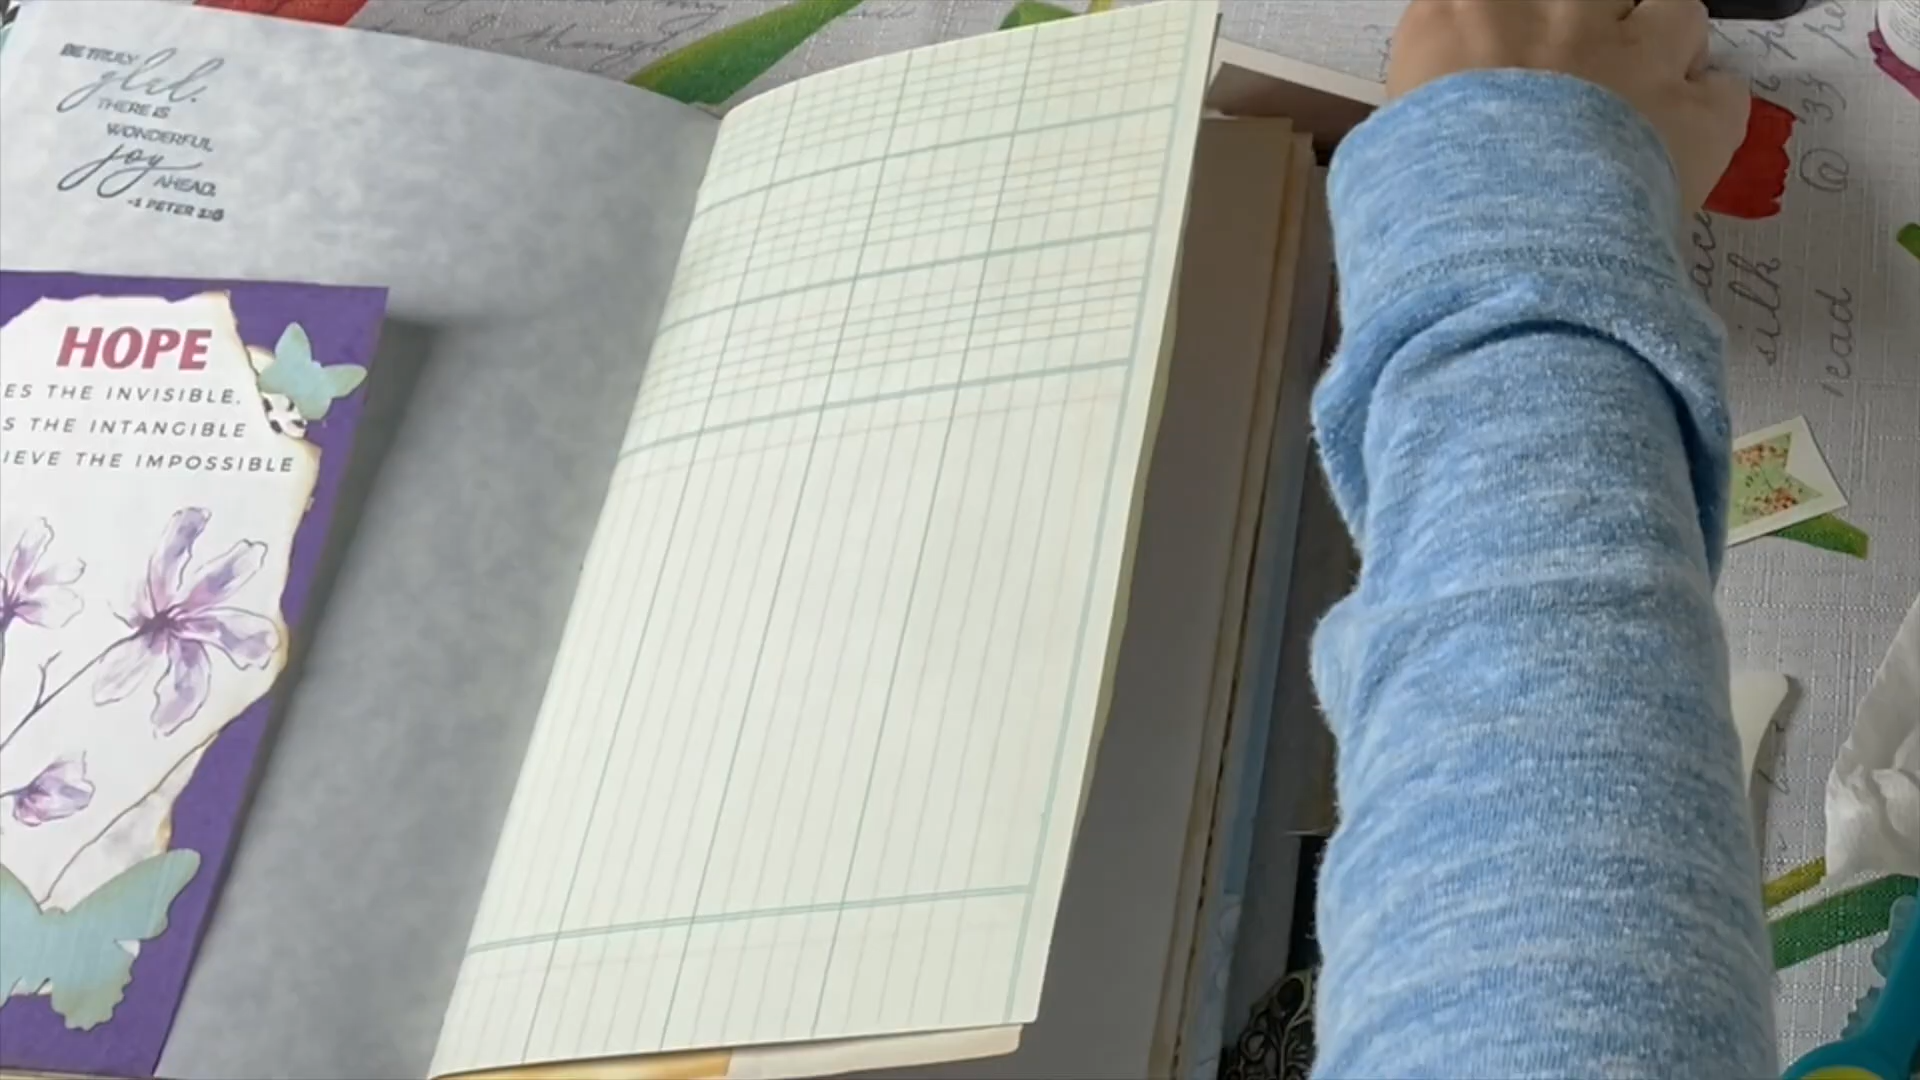 BE TRULY
glad.
THERE IS
WONDERFUL
joy
AHEAD.
-1 PETER 1:6
HOPE
ES THE INVISIBLE,
S THE INTANGIBLE
IEVE THE IMPOSSIBLE
silk
read
@ 33